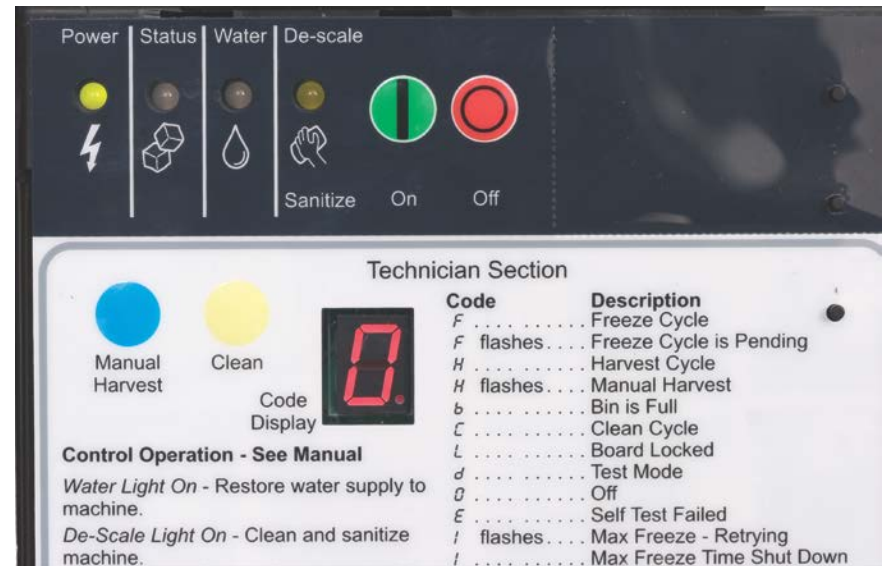 Power Status Water De-scale
Sanitize On Off
Technician Section
Manual
Harvest
Clean
Code
Display
0.
Code Description
F . . . . . . . . . . Freeze Cycle
F flashes . . . . Freeze Cycle is Pending
H . . . . . . . . . . Harvest Cycle
H flashes . . . . Manual Harvest
b . . . . . . . . . . Bin is Full
C . . . . . . . . . . Clean Cycle
L . . . . . . . . . . Board Locked
d . . . . . . . . . . Test Mode
0 . . . . . . . . . . Off
E . . . . . . . . . . Self Test Failed
1 flashes . . . . Max Freeze - Retrying
1 . . . . . . . . . . Max Freeze Time Shut Down
Control Operation - See Manual
Water Light On - Restore water supply to
machine.
De-Scale Light On - Clean and sanitize
machine.